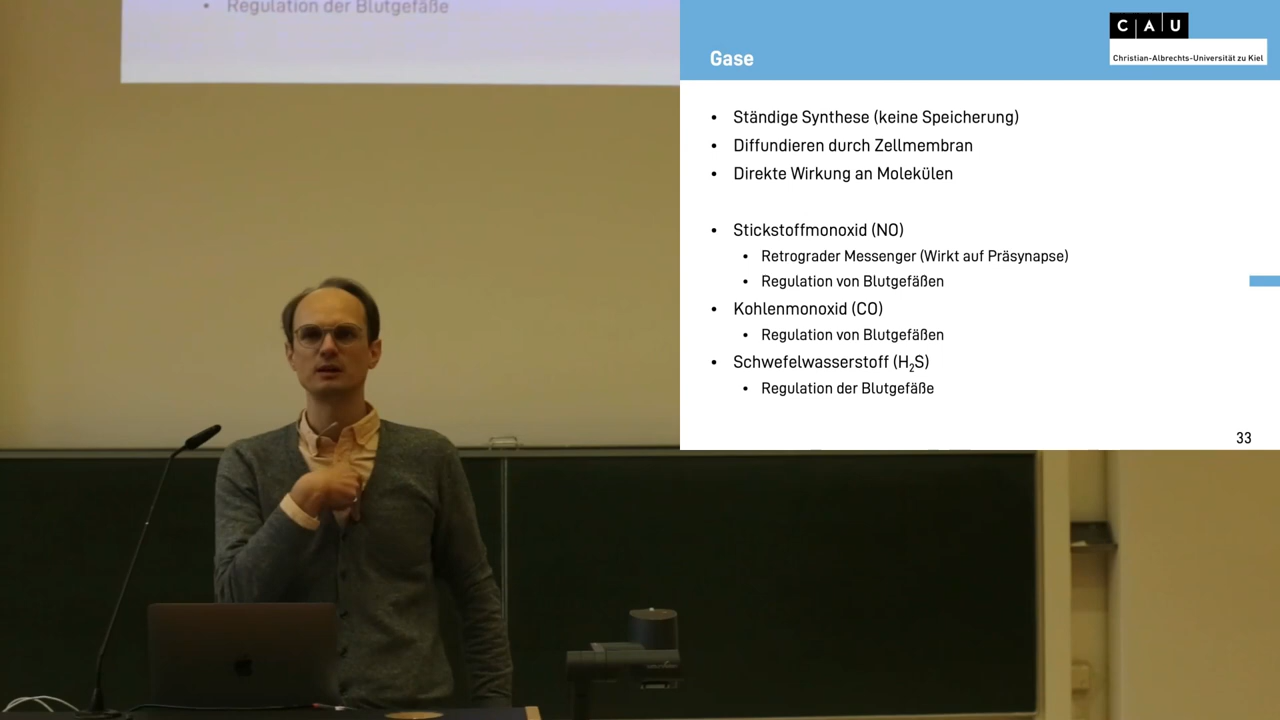 • Regulation der Blutgefäße
Gase
CAU
Christian-Albrechts-Universität zu Kiel
• Ständige Synthese (keine Speicherung)
• Diffundieren durch Zellmembran
• Direkte Wirkung an Molekülen
• Stickstoffmonoxid (NO)
• Retrograder Messenger (Wirkt auf Präsynapse)
• Regulation von Blutgefäßen
• Kohlenmonoxid (CO)
• Regulation von Blutgefäßen
• Schwefelwasserstoff (H₂S)
• Regulation der Blutgefäße
33